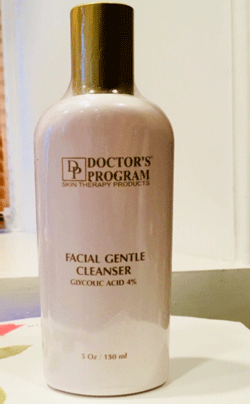 DP DOCTOR'S
PROGRAM
SKIN THERAPY PRODUCTS
FACIAL GENTLE
CLEANSER
GLYCOLIC ACID 4%
5 Oz / 150 ml